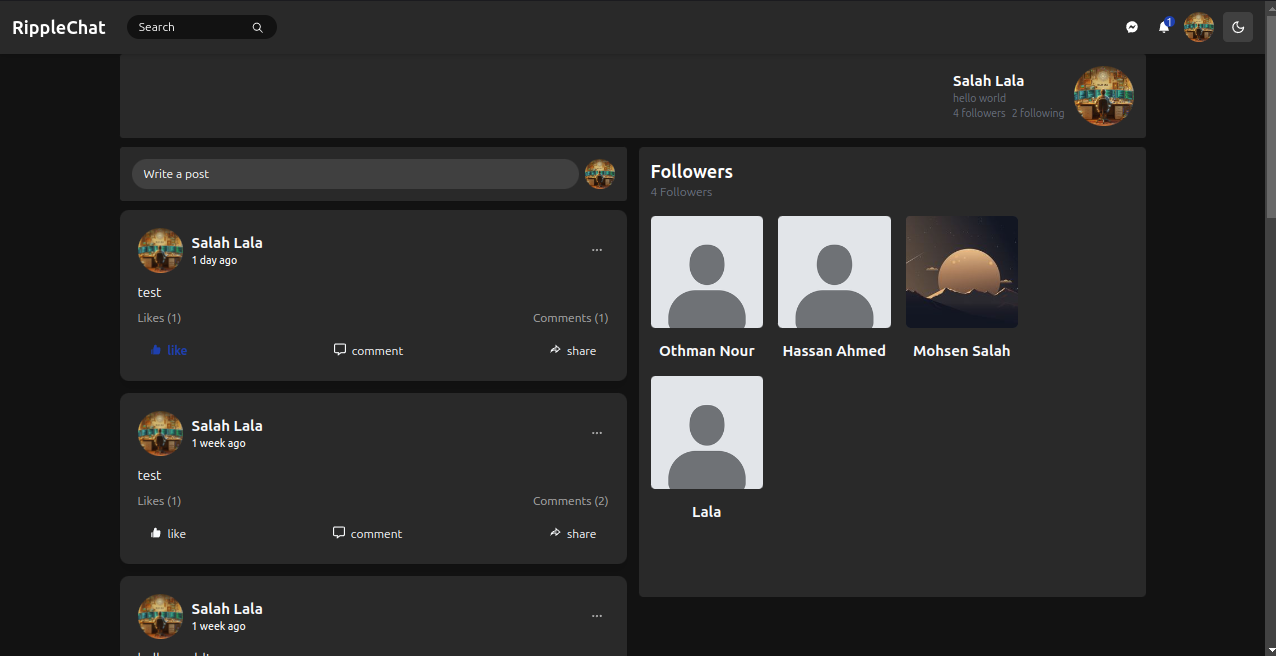 RippleChat
Search
1
Salah Lala
hello world
4 followers 2 following
Write a post
Salah Lala
1 day ago
...
test
Likes (1)
Comments (1)
like
comment
share
Salah Lala
1 week ago
...
test
Likes (1)
Comments (2)
like
comment
share
Salah Lala
1 week ago
...
Followers
4 Followers
Othman Nour
Hassan Ahmed
Mohsen Salah
Lala